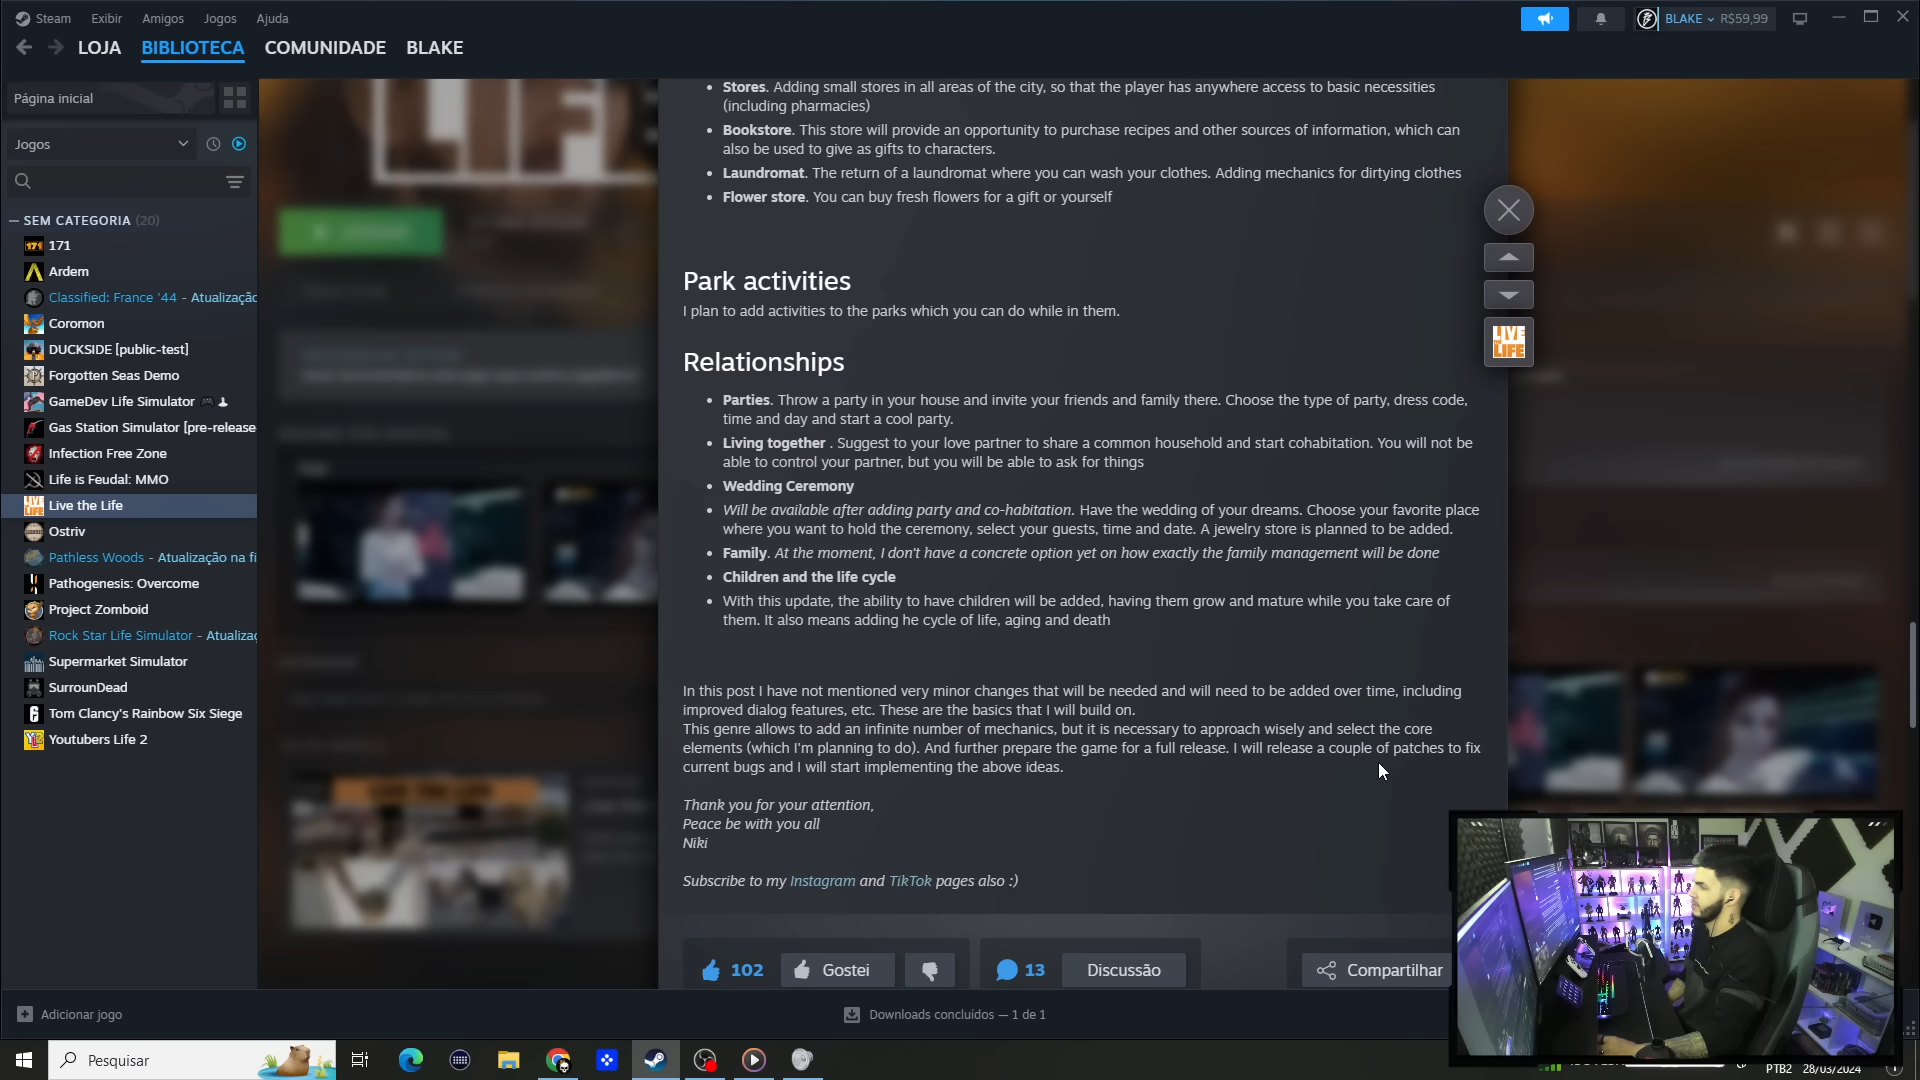 Steam Exibir Amigos Jogos Ajuda
BLAKE R$59,99
LOJA BIBLIOTECA COMUNIDADE BLAKE
Página inicial
Jogos
SEM CATEGORIA (20)
171
Ardem
Classified: France '44 - Atualização
Coromon
DUCKSIDE [public-test]
Forgotten Seas Demo
GameDev Life Simulator
Gas Station Simulator [pre-release
Infection Free Zone
Life is Feudal: MMO
Live the Life
Ostriv
Pathless Woods - Atualização na fi
Pathogenesis: Overcome
Project Zomboid
Rock Star Life Simulator - Atualizaç
Supermarket Simulator
SurrounDead
Tom Clancy's Rainbow Six Siege
Youtubers Life 2
• Stores. Adding small stores in all areas of the city, so that the player has anywhere access to basic necessities
(including pharmacies)
• Bookstore. This store will provide an opportunity to purchase recipes and other sources of information, which can
also be used to give as gifts to characters.
• Laundromat. The return of a laundromat where you can wash your clothes. Adding mechanics for dirtying clothes
• Flower store. You can buy fresh flowers for a gift or yourself
Park activities
I plan to add activities to the parks which you can do while in them.
Relationships
• Parties. Throw a party in your house and invite your friends and family there. Choose the type of party, dress code,
time and day and start a cool party.
• Living together . Suggest to your love partner to share a common household and start cohabitation. You will not be
able to control your partner, but you will be able to ask for things
• Wedding Ceremony
• Will be available after adding party and co-habitation. Have the wedding of your dreams. Choose your favorite place
where you want to hold the ceremony, select your guests, time and date. A jewelry store is planned to be added.
• Family. At the moment, I don't have a concrete option yet on how exactly the family management will be done
• Children and the life cycle
• With this update, the ability to have children will be added, having them grow and mature while you take care of
them. It also means adding he cycle of life, aging and death
In this post I have not mentioned very minor changes that will be needed and will need to be added over time, including
improved dialog features, etc. These are the basics that I will build on.
This genre allows to add an infinite number of mechanics, but it is necessary to approach wisely and select the core
elements (which I'm planning to do). And further prepare the game for a full release. I will release a couple of patches to fix
current bugs and I will start implementing the above ideas.
Thank you for your attention,
Peace be with you all
Niki
Subscribe to my Instagram and TikTok pages also :)
102 Gostei 13 Discussão Compartilhar
LIVE
LIFE
Adicionar jogo
Downloads concluídos — 1 de 1
Pesquisar
PTB2 28/03/2024